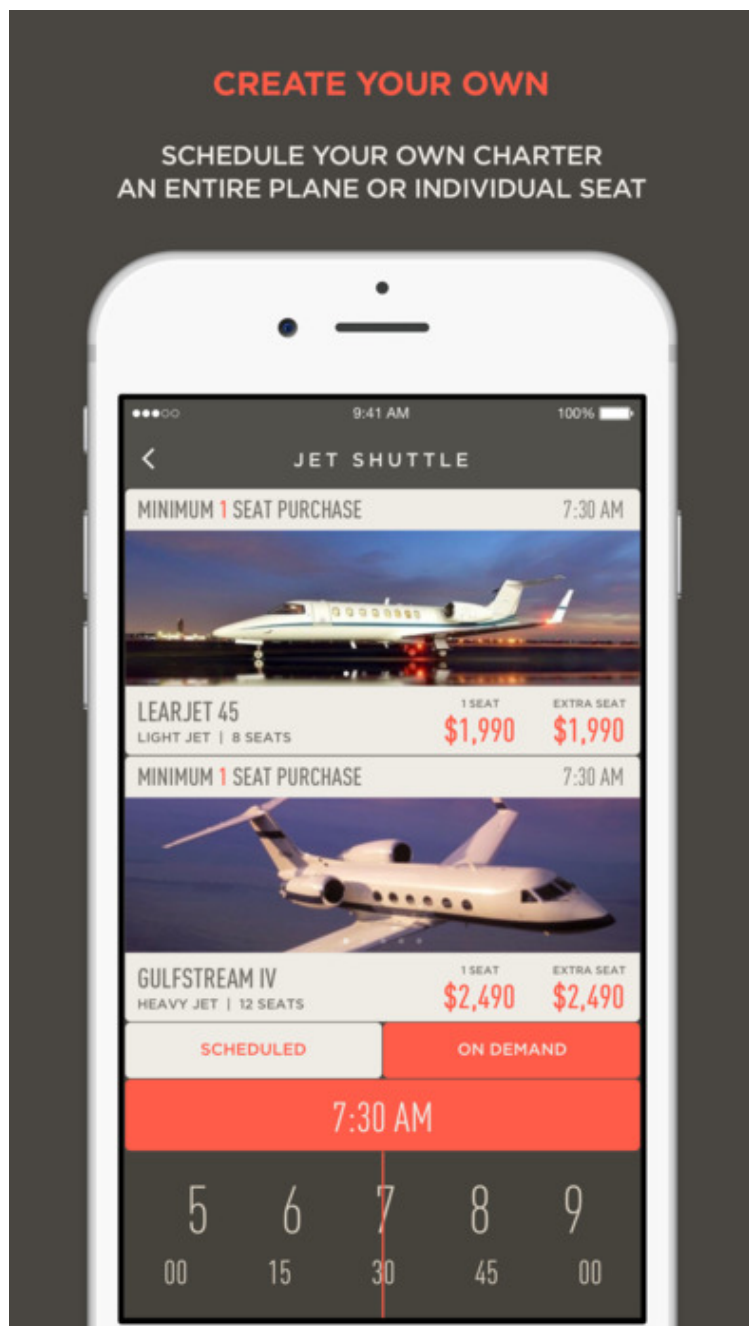 CREATE YOUR OWN
SCHEDULE YOUR OWN CHARTER
AN ENTIRE PLANE OR INDIVIDUAL SEAT
9:41 AM 100%
JET SHUTTLE
MINIMUM 1 SEAT PURCHASE 7:30 AM
LEARJET 45
LIGHT JET | 8 SEATS
1 SEAT EXTRA SEAT
$1,990 $1,990
MINIMUM 1 SEAT PURCHASE 7:30 AM
GULFSTREAM IV
HEAVY JET | 12 SEATS
1 SEAT EXTRA SEAT
$2,490 $2,490
SCHEDULED ON DEMAND
7:30 AM
5 6 7 8 9
00 15 30 45 00